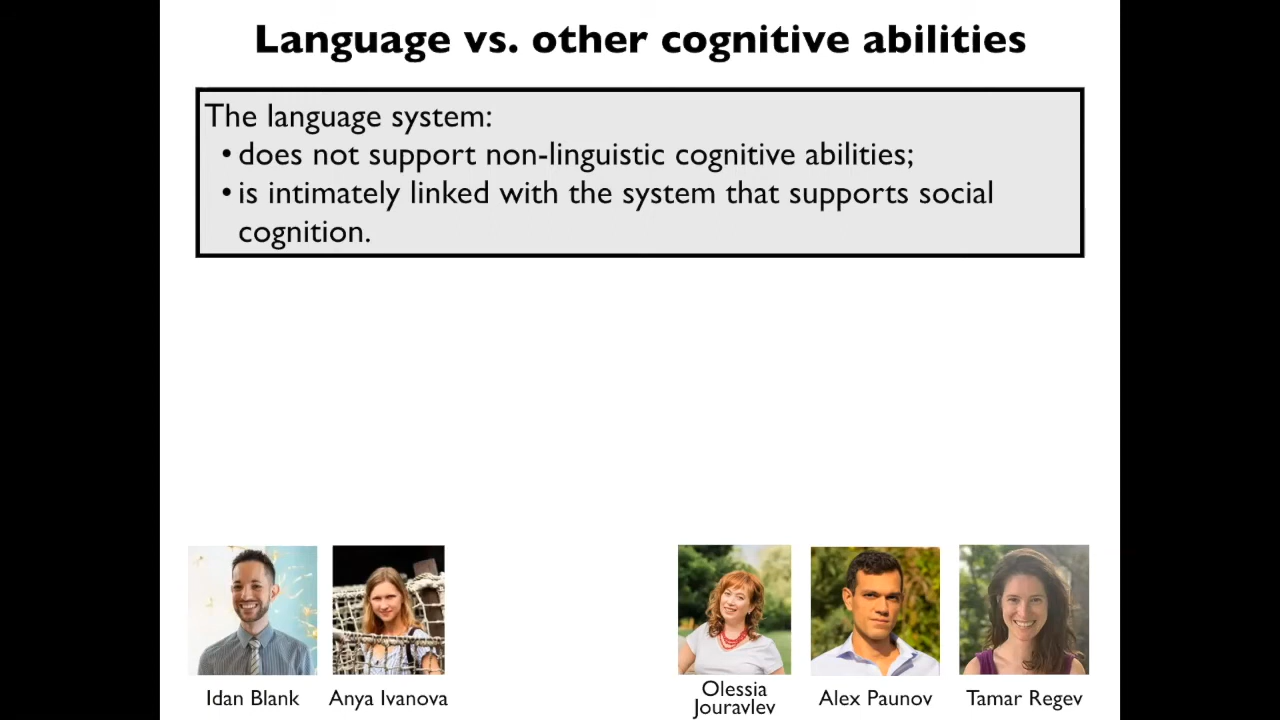 Language vs. other cognitive abilities
The language system:
• does not support non-linguistic cognitive abilities;
• is intimately linked with the system that supports social
cognition.
Idan Blank
Anya Ivanova
Olessia
Jouravlev
Alex Paunov
Tamar Regev